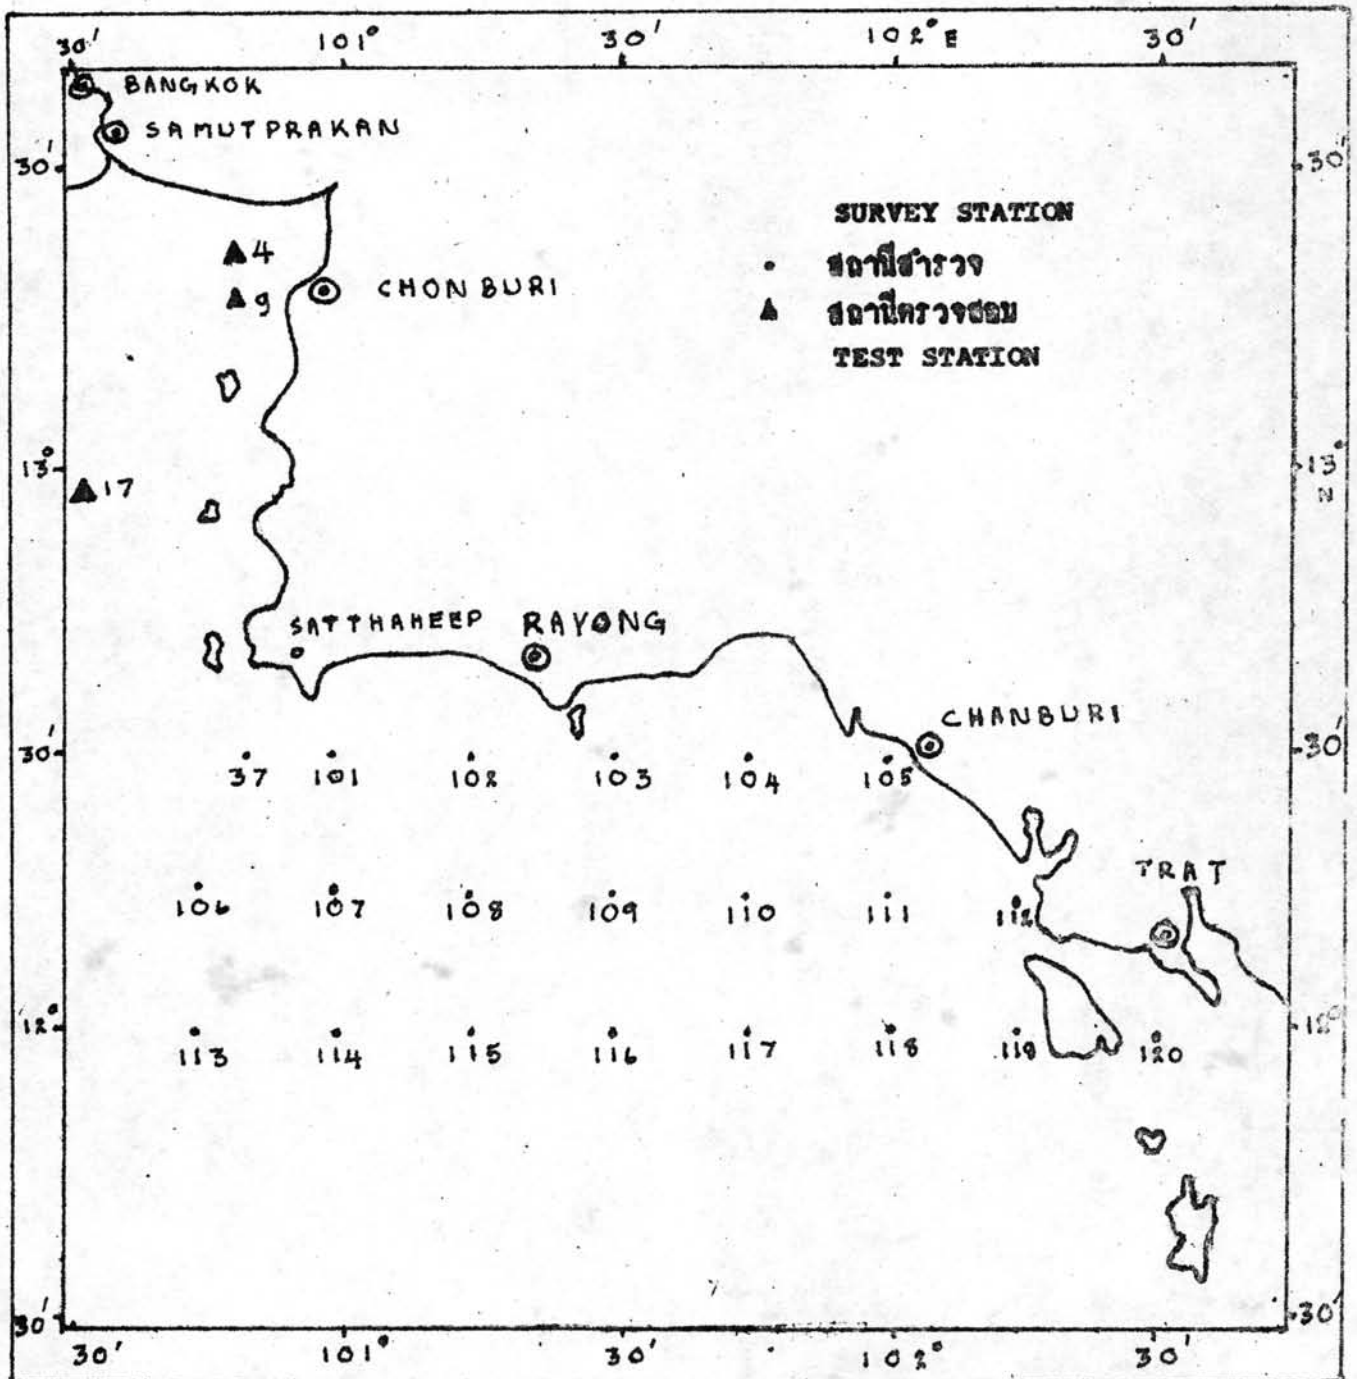 30' 101° 30' 102° E 30'
BANGKOK
SAMUTPRAKAN
30' 30'
SURVEY STATION
4
สถานีสำรวจ
CHONBURI
9
สถานีตรวจสอบ
TEST STATION
13° 13°
N
17
SATTHAHEEP RAYONG
CHANBURI
30' 30'
37 101 102 103 104 105
TRAT
106 107 108 109 110 111 112
12° 12°
113 114 115 116 117 118 119 120
30' 30'
30' 101° 30' 102° 30'